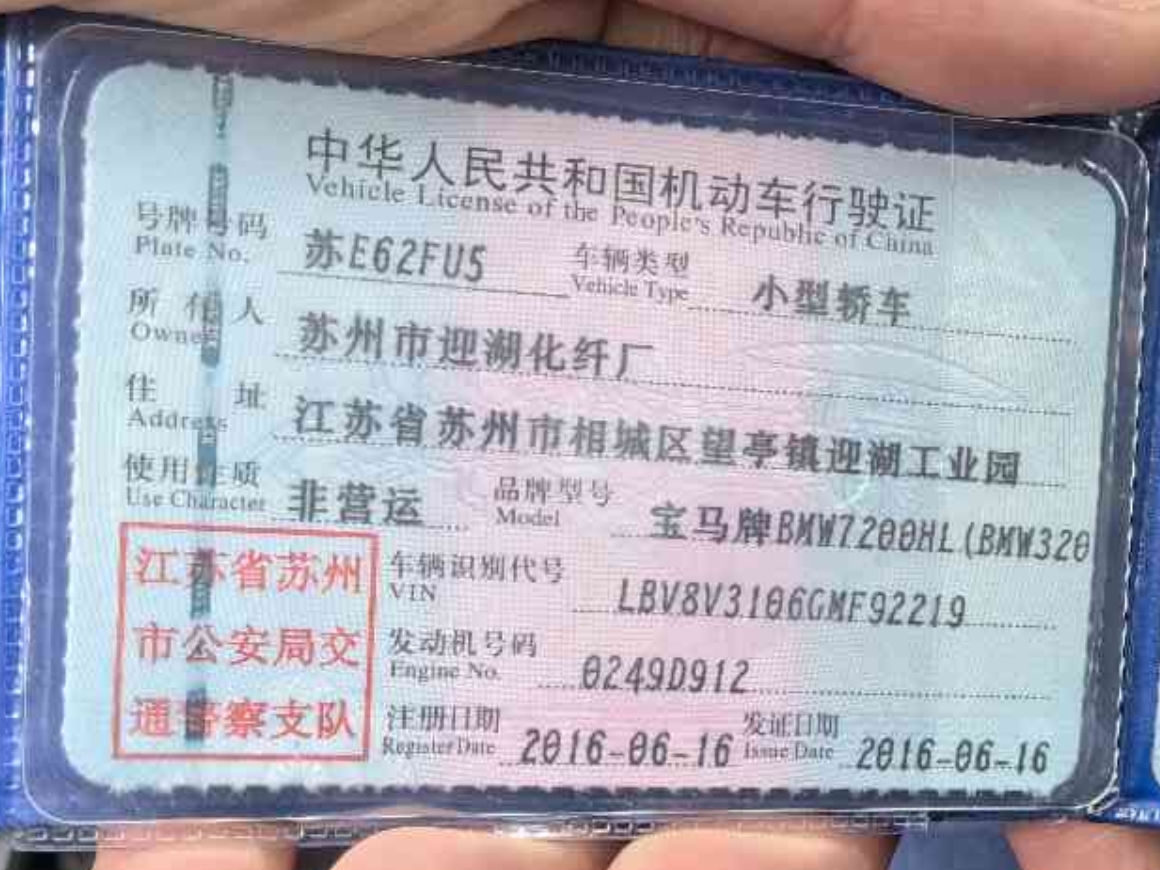 中华人民共和国机动车行驶证
Vehicle License of the People's Republic of China
号牌号码 苏E62FU5 车辆类型 小型轿车
Plate No. Vehicle Type
所有人 苏州市迎湖化纤厂
Owner
住址 江苏省苏州市相城区望亭镇迎湖工业园
Address
使用性质 非营运 品牌型号 宝马牌BMW7200HL(BMW320
Use Character Model
江苏省苏州
市公安局交
通警察支队
车辆识别代号 LBV8V3106GMF92219
VIN
发动机号码 0249D912
Engine No.
注册日期 2016-06-16 发证日期 2016-06-16
Register Date Issue Date